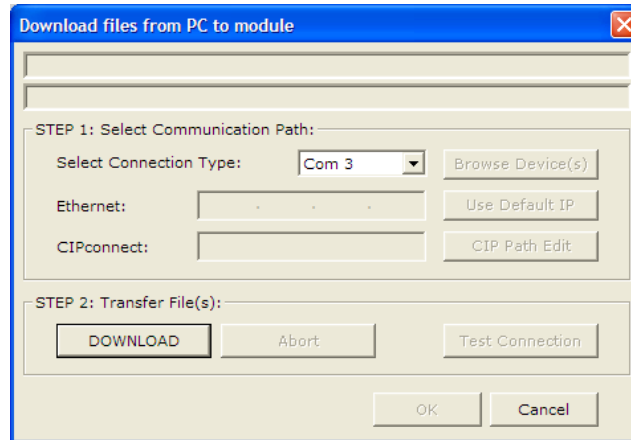 Download files from PC to module
STEP 1: Select Communication Path:
Select Connection Type: Com 3 Browse Device(s)
Ethernet: . . . Use Default IP
CIPconnect: CIP Path Edit
STEP 2: Transfer File(s):
DOWNLOAD Abort Test Connection
OK Cancel